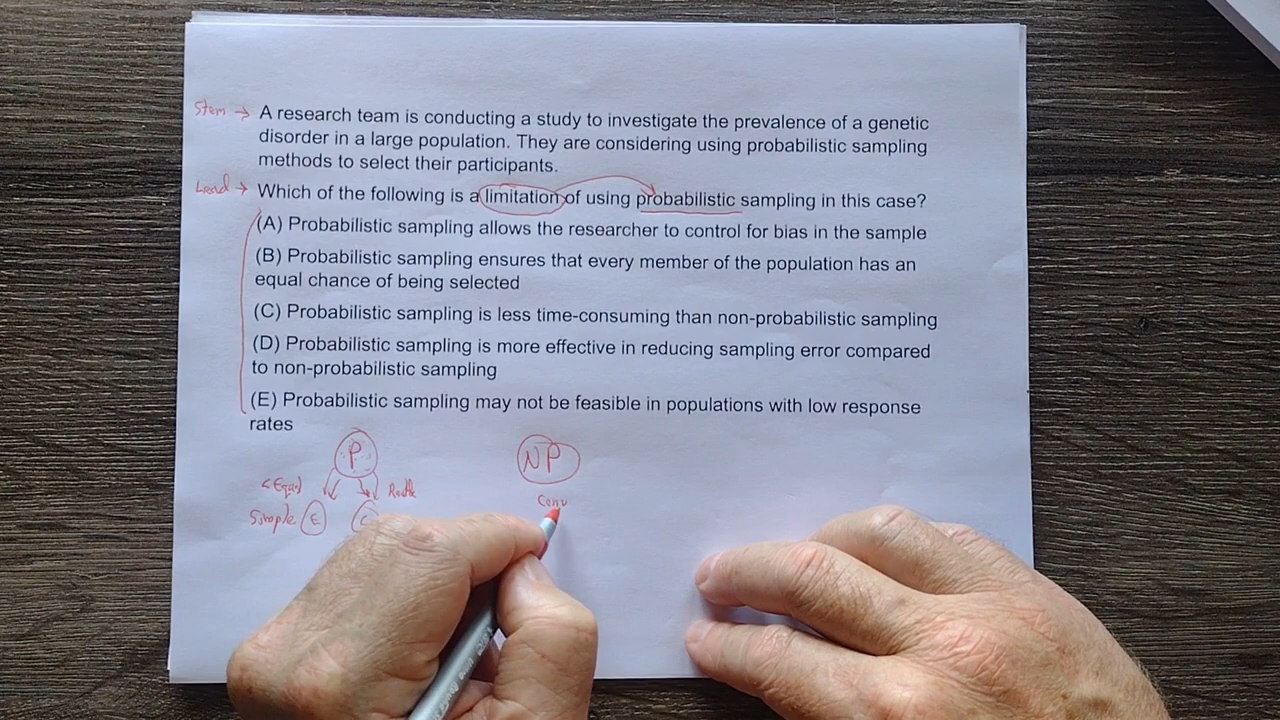 Stem → A research team is conducting a study to investigate the prevalence of a genetic
disorder in a large population. They are considering using probabilistic sampling
methods to select their participants.
Lead → Which of the following is a limitation of using probabilistic sampling in this case?
(A) Probabilistic sampling allows the researcher to control for bias in the sample
(B) Probabilistic sampling ensures that every member of the population has an
equal chance of being selected
(C) Probabilistic sampling is less time-consuming than non-probabilistic sampling
(D) Probabilistic sampling is more effective in reducing sampling error compared
to non-probabilistic sampling
(E) Probabilistic sampling may not be feasible in populations with low response
rates
P NP
Conv
Simple E